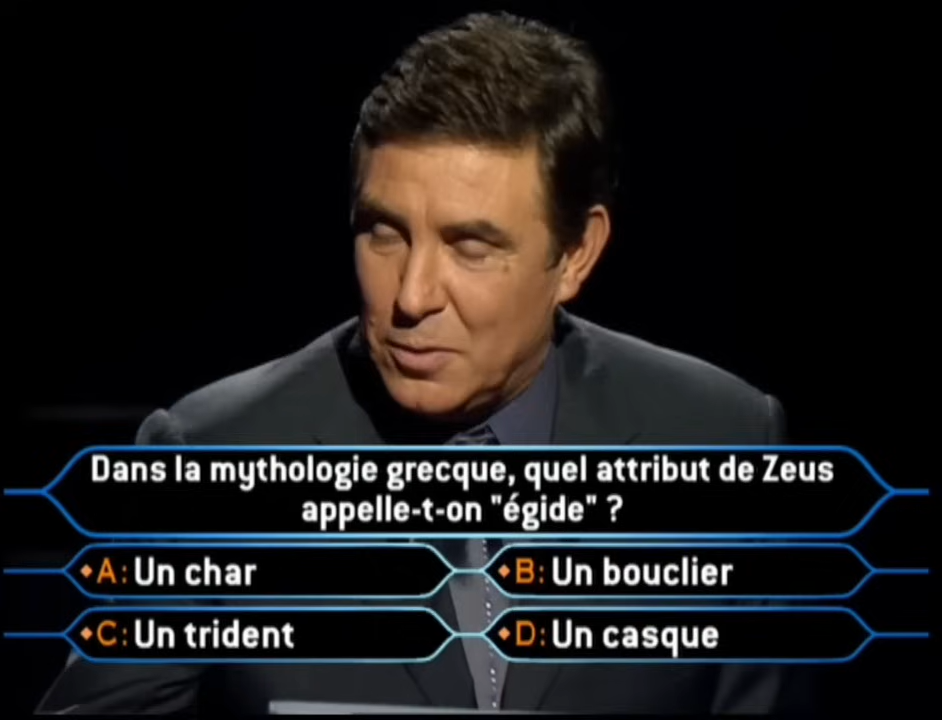 Dans la mythologie grecque, quel attribut de Zeus
appelle-t-on "égide" ?
A: Un char
B: Un bouclier
C: Un trident
D: Un casque